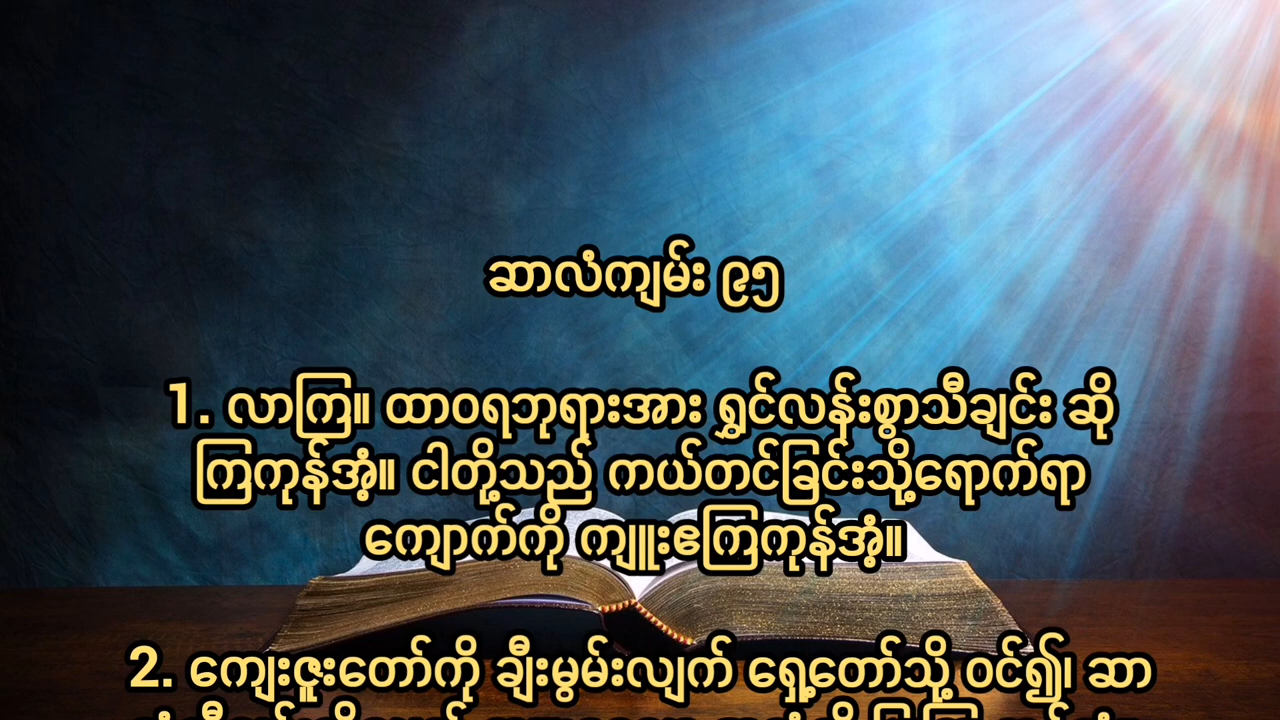 ဆာလံကျမ်း ၉၅
1. လာကြ။ ထာဝရဘုရားအား ရွှင်လန်းစွာသီချင်း ဆို
ကြကုန်အံ့။ ငါတို့သည် ကယ်တင်ခြင်းသို့ရောက်ရာ
ကျောက်ကို ကျူးဧကြကုန်အံ့။
2. ကျေးဇူးတော်ကို ချီးမွမ်းလျက် ရှေ့တော်သို့ ဝင်၍၊ ဆာ